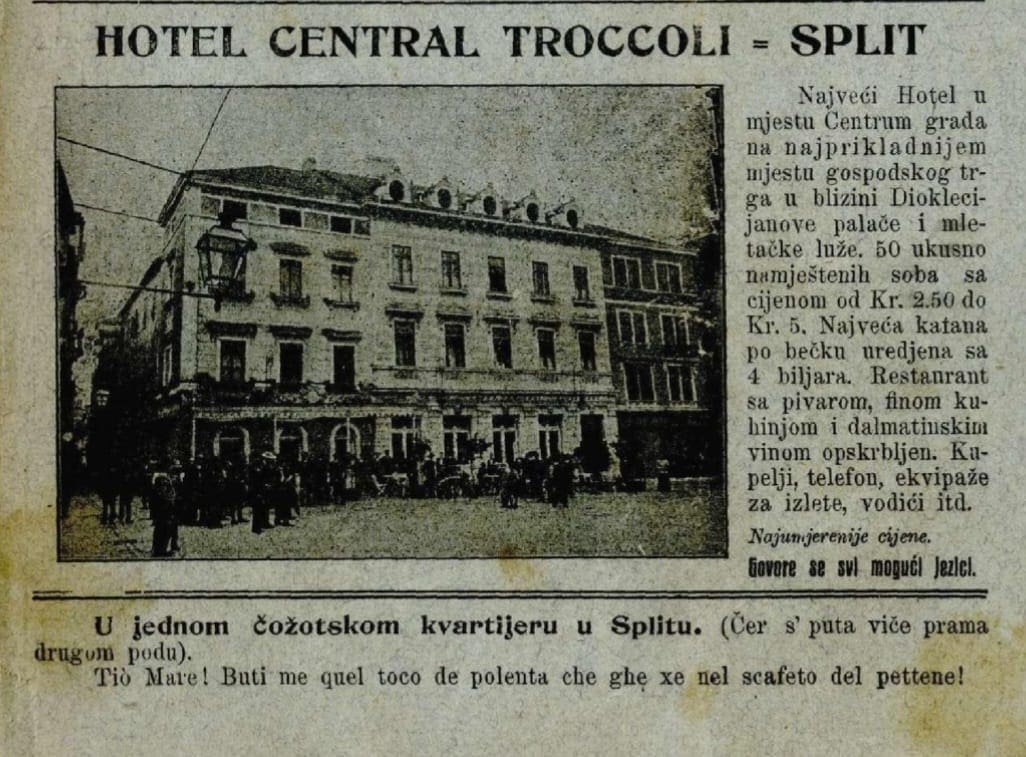 HOTEL CENTRAL TROCCOLI = SPLIT
Najveći Hotel u
mjestu Centrum grada
na najprikladnijem
mjestu gospodskog tr-
ga u blizini Diokleci-
janove palače i mle-
tačke luže. 50 ukusno
namještenih soba sa
cijenom od Kr. 2.50 do
Kr. 5. Najveća katana
po bečku uredjena sa
4 biljara. Restaurant
sa pivarom, finom ku-
hinjom i dalmatinskim
vinom opskrbljen. Ku-
pelji, telefon, ekvipaže
za izlete, vodići itd.
Najumjerenije cijene.
Govore se svi mogući jezici.
U jednom čožotskom kvartijeru u Splitu. (Čer s' puta viče prama
drugom podu).
Tiò Mare! Buti me quel toco de polenta che ghe xe nel scafeto del pettene!